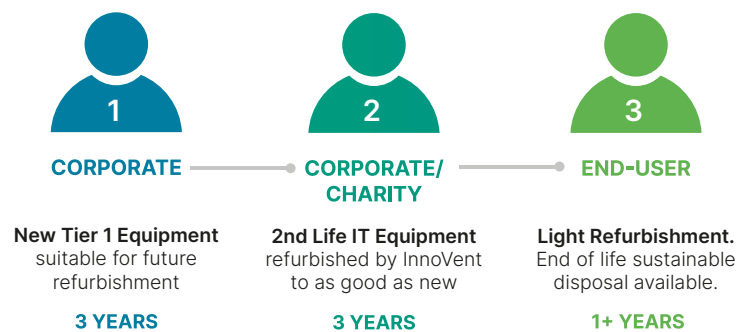 1
CORPORATE
New Tier 1 Equipment
suitable for future
refurbishment
3 YEARS
2
CORPORATE/
CHARITY
2nd Life IT Equipment
refurbished by InnoVent
to as good as new
3 YEARS
3
END-USER
Light Refurbishment.
End of life sustainable
disposal available.
1+ YEARS